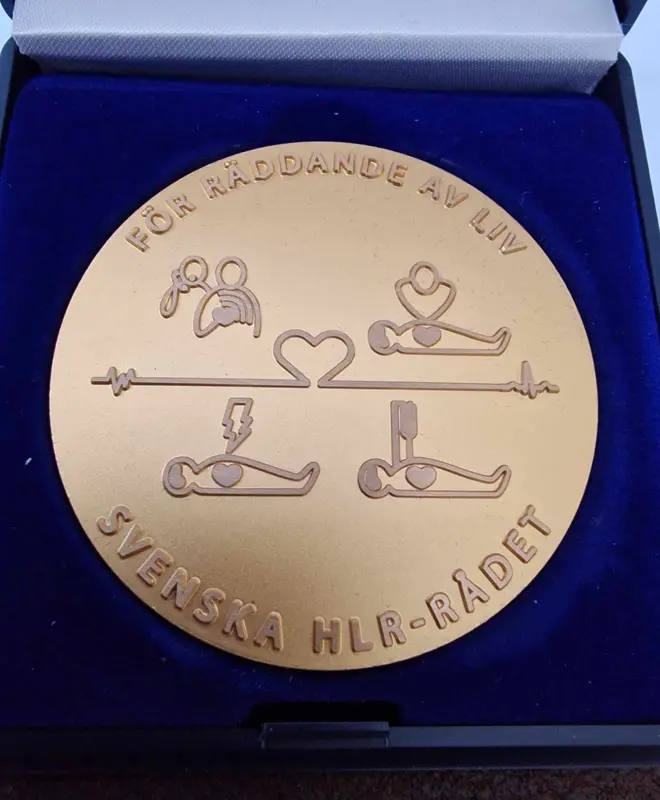 FÖR RÄDDANDE AV LIV
SVENSKA HLR-RÅDET